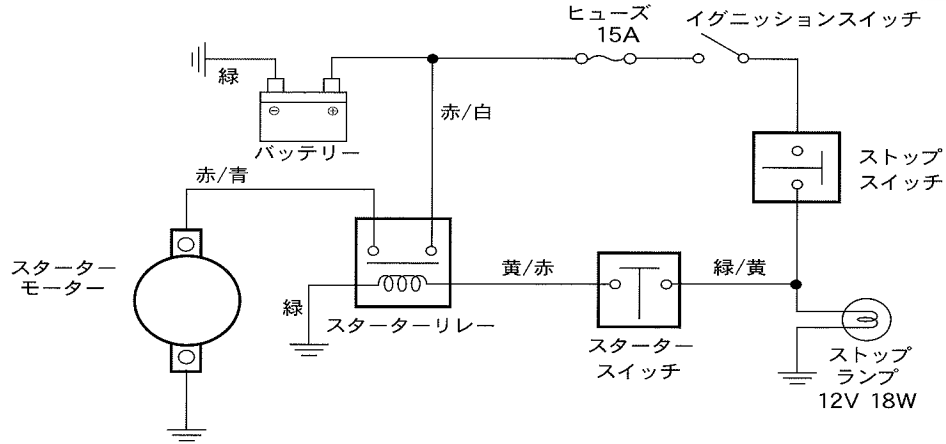 ヒューズ
15A
イグニッションスイッチ
緑
⊖ ⊕
バッテリー
赤/白
赤/青
ストップ
スイッチ
スターター
モーター
黄/赤
緑/黄
緑
スターターリレー
スターター
スイッチ
ストップ
ランプ
12V 18W